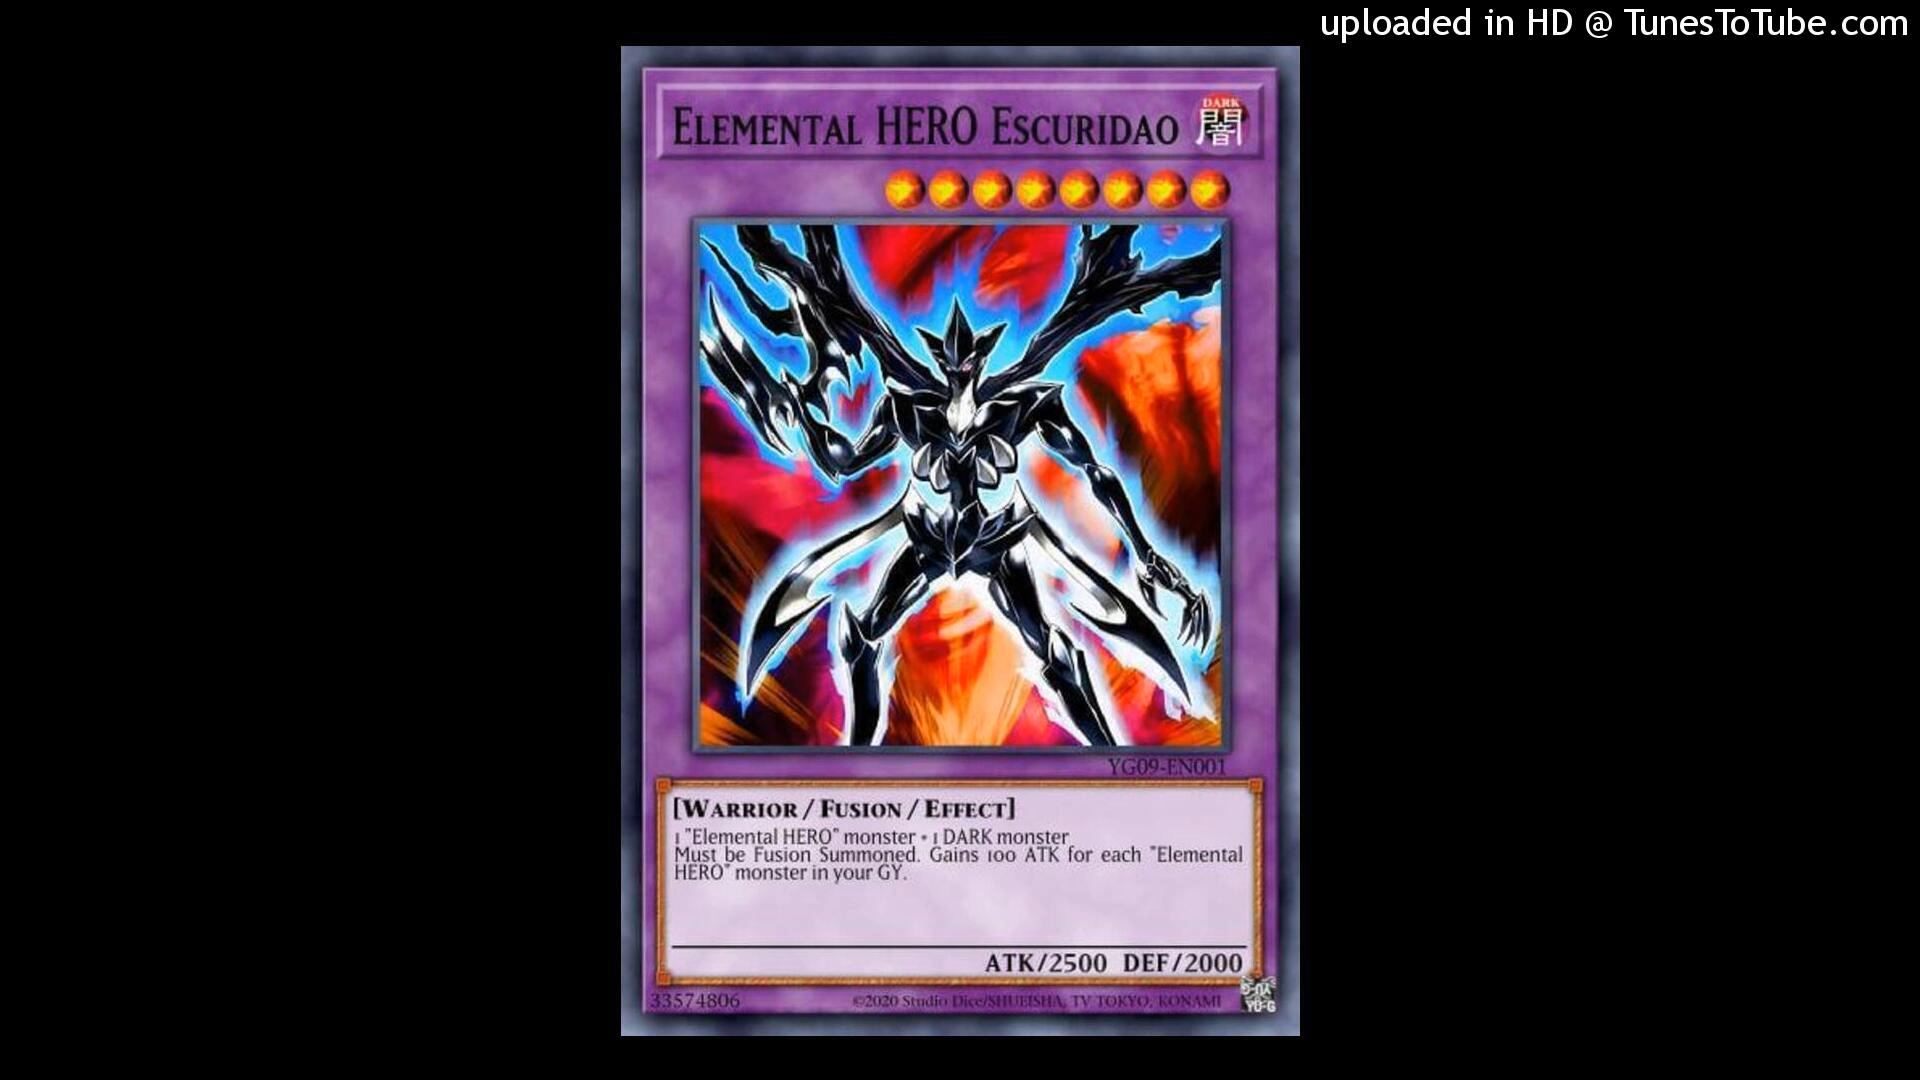 uploaded in HD @ TunesToTube.com
Elemental HERO Escuridao
DARK
闇
YG09-EN001
[Warrior / Fusion / Effect]
1 "Elemental HERO" monster + 1 DARK monster
Must be Fusion Summoned. Gains 100 ATK for each "Elemental
HERO" monster in your GY.
ATK/2500 DEF/2000
33574806
©2020 Studio Dice/SHUEISHA, TV TOKYO, KONAMI